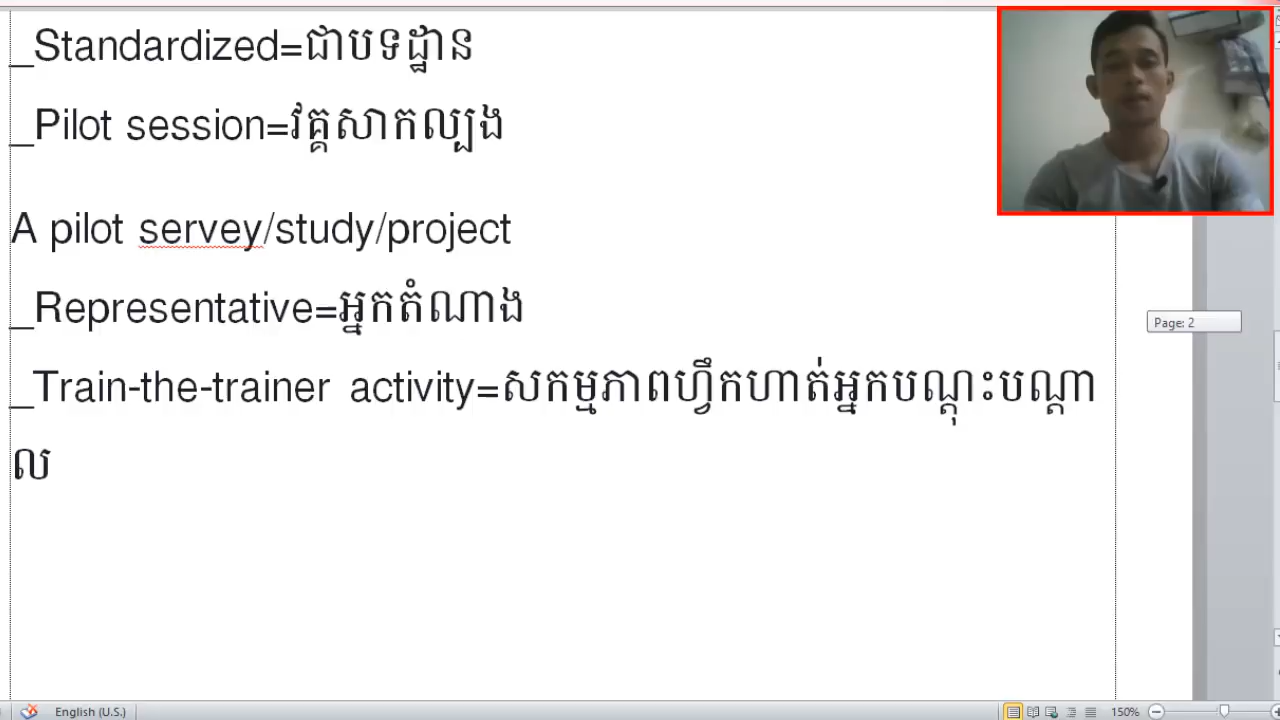 _Standardized=ជាបទដ្ឋាន
_Pilot session=វគ្គសាកល្បង
A pilot servey/study/project
_Representative=អ្នកតំណាង
Page: 2
_Train-the-trainer activity=សកម្មភាពហ្វឹកហាត់អ្នកបណ្តុះបណ្តា
ល
English (U.S.)
150%